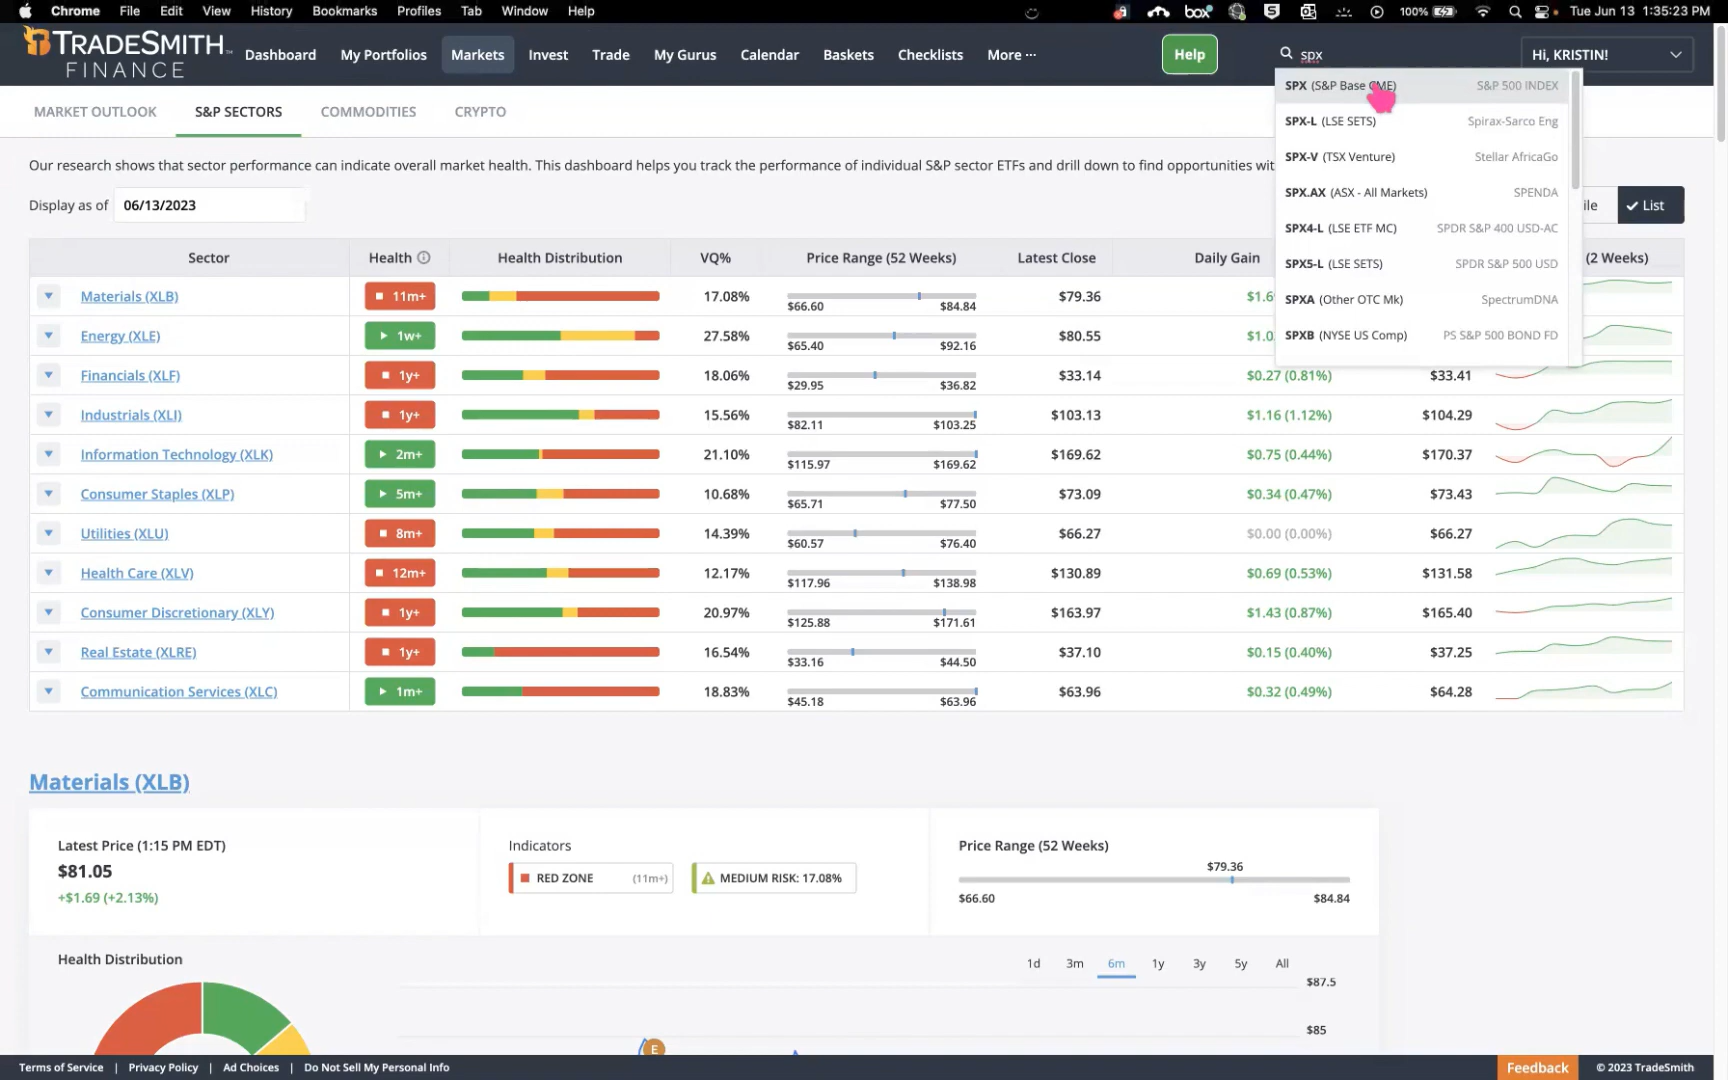 Chrome File Edit View History Bookmarks Profiles Tab Window Help box 100% Tue Jun 13 1:35:23 PM
TRADESMITH
FINANCE
Dashboard My Portfolios Markets Invest Trade My Gurus Calendar Baskets Checklists More ··· Help spx Hi, KRISTIN!
SPX (S&P Base CME) S&P 500 INDEX
SPX-L (LSE SETS) Spirax-Sarco Eng
SPX-V (TSX Venture) Stellar AfricaGo
SPX.AX (ASX - All Markets) SPENDA
SPX4-L (LSE ETF MC) SPDR S&P 400 USD-AC
SPX5-L (LSE SETS) SPDR S&P 500 USD
SPXA (Other OTC Mk) SpectrumDNA
SPXB (NYSE US Comp) PS S&P 500 BOND FD
MARKET OUTLOOK S&P SECTORS COMMODITIES CRYPTO
Our research shows that sector performance can indicate overall market health. This dashboard helps you track the performance of individual S&P sector ETFs and drill down to find opportunities wit
Display as of 06/13/2023 ile List
Sector Health Health Distribution VQ% Price Range (52 Weeks) Latest Close Daily Gain (2 Weeks)
Materials (XLB) 11m+ 17.08% $66.60 $84.84 $79.36 $1.6
Energy (XLE) 1w+ 27.58% $65.40 $92.16 $80.55 $1.0
Financials (XLF) 1y+ 18.06% $29.95 $36.82 $33.14 $0.27 (0.81%) $33.41
Industrials (XLI) 1y+ 15.56% $82.11 $103.25 $103.13 $1.16 (1.12%) $104.29
Information Technology (XLK) 2m+ 21.10% $115.97 $169.62 $169.62 $0.75 (0.44%) $170.37
Consumer Staples (XLP) 5m+ 10.68% $65.71 $77.50 $73.09 $0.34 (0.47%) $73.43
Utilities (XLU) 8m+ 14.39% $60.57 $76.40 $66.27 $0.00 (0.00%) $66.27
Health Care (XLV) 12m+ 12.17% $117.96 $138.98 $130.89 $0.69 (0.53%) $131.58
Consumer Discretionary (XLY) 1y+ 20.97% $125.88 $171.61 $163.97 $1.43 (0.87%) $165.40
Real Estate (XLRE) 1y+ 16.54% $33.16 $44.50 $37.10 $0.15 (0.40%) $37.25
Communication Services (XLC) 1m+ 18.83% $45.18 $63.96 $63.96 $0.32 (0.49%) $64.28
Materials (XLB)
Latest Price (1:15 PM EDT)
$81.05
+$1.69 (+2.13%)
Indicators
RED ZONE (11m+) MEDIUM RISK: 17.08%
Price Range (52 Weeks)
$79.36
$66.60 $84.84
Health Distribution
1d 3m 6m 1y 3y 5y All
$87.5
$85
E
Terms of Service | Privacy Policy | Ad Choices | Do Not Sell My Personal Info Feedback © 2023 TradeSmith